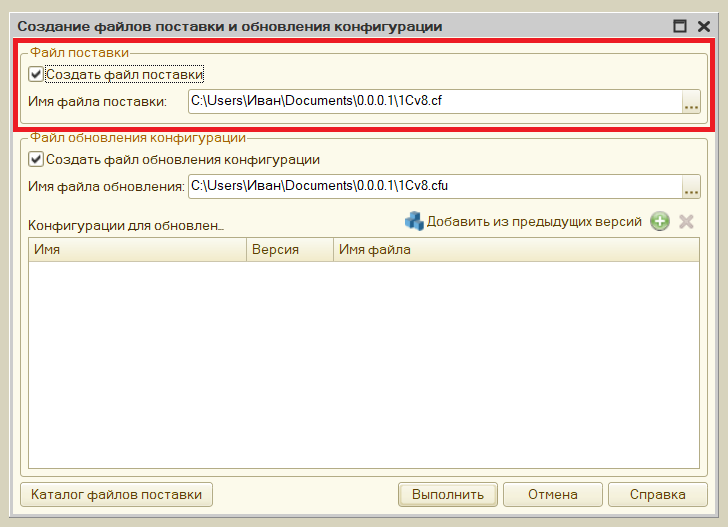 Создание файлов поставки и обновления конфигурации
Файл поставки
Создать файл поставки
Имя файла поставки: C:\Users\Иван\Documents\0.0.0.1\1Cv8.cf ...
Файл обновления конфигурации
Создать файл обновления конфигурации
Имя файла обновления: C:\Users\Иван\Documents\0.0.0.1\1Cv8.cfu ...
Конфигурации для обновлен... Добавить из предыдущих версий
Имя Версия Имя файла
Каталог файлов поставки Выполнить Отмена Справка